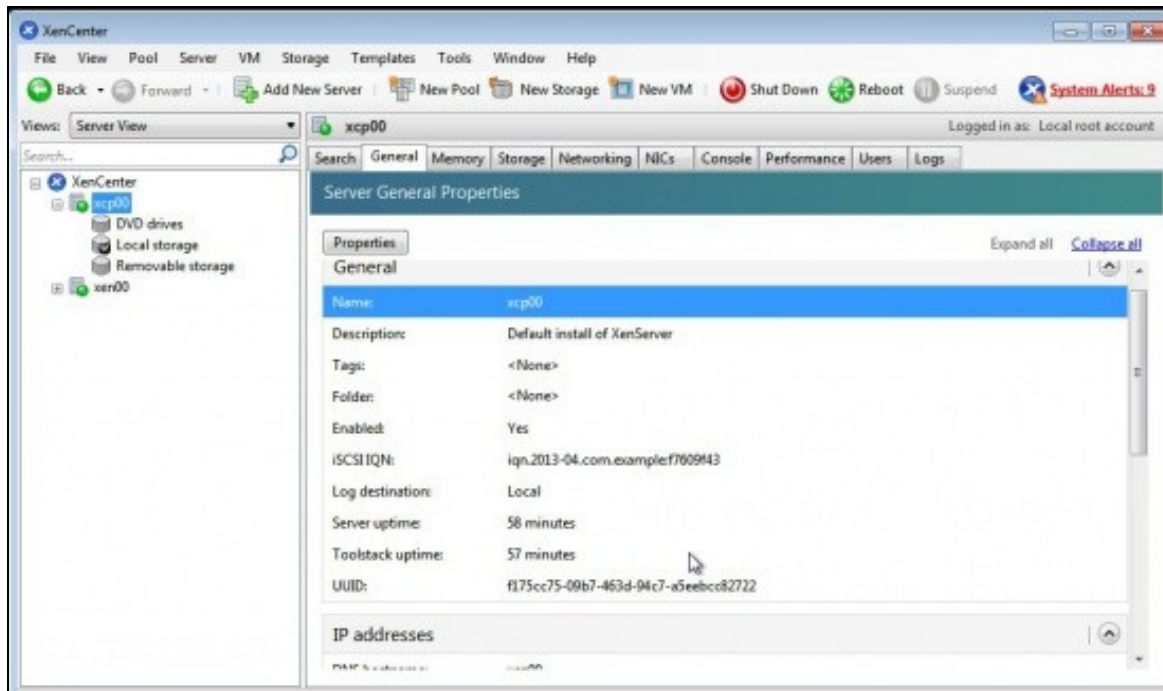 XenCenter
File View Pool Server VM Storage Templates Tools Window Help
Back Forward Add New Server New Pool New Storage New VM Shut Down Reboot Suspend System Alerts: 9
Views: Server View xcp00 Logged in as: Local root account
Search... Search General Memory Storage Networking NICs Console Performance Users Logs
XenCenter
xcp00
DVD drives
Local storage
Removable storage
xen00
Server General Properties
Properties Expand all Collapse all
General
Name: xcp00
Description: Default install of XenServer
Tags: <None>
Folder: <None>
Enabled: Yes
iSCSI IQN: iqn.2013-04.com.example:f7609f43
Log destination: Local
Server uptime: 58 minutes
Toolstack uptime: 57 minutes
UUID: f175cc75-09b7-463d-94c7-a5eebcc82722
IP addresses